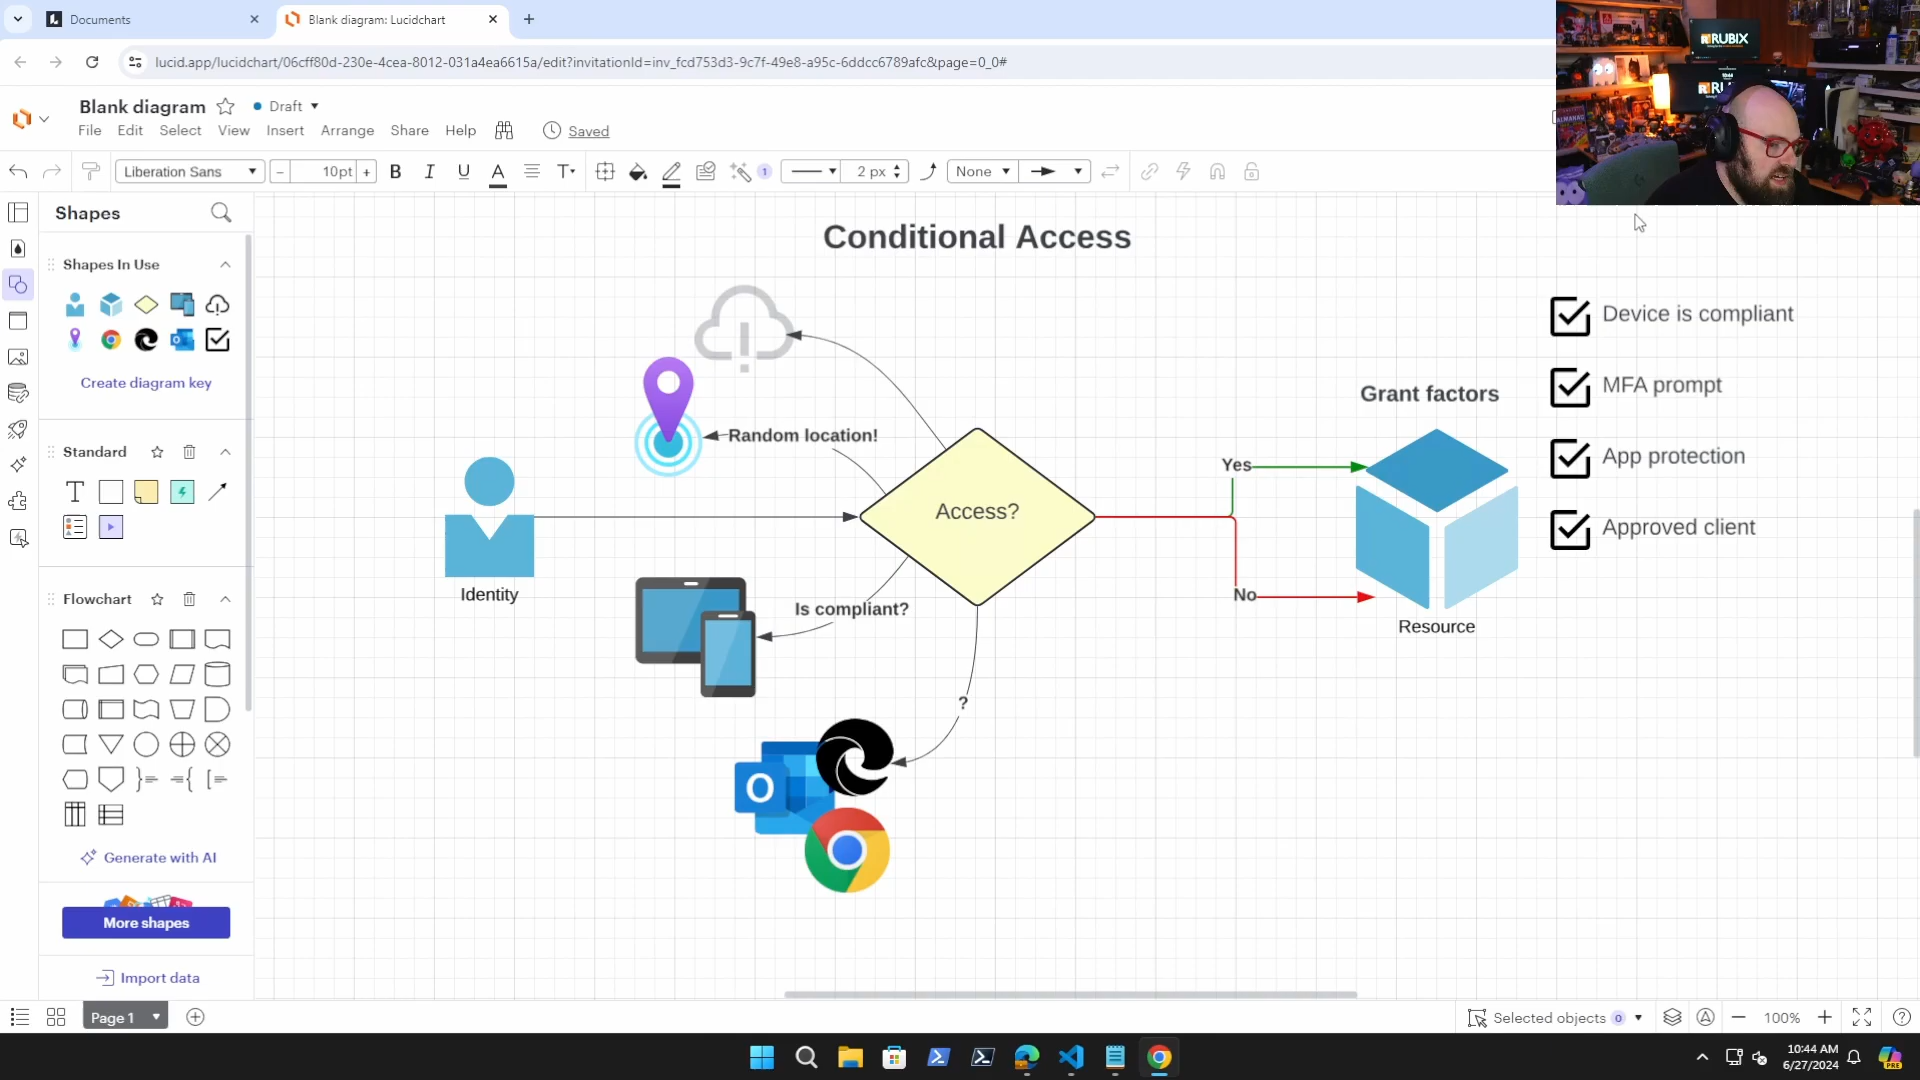 Documents
Blank diagram: Lucidchart
lucid.app/lucidchart/06cff80d-230e-4cea-8012-031a4ea6615a/edit?invitationId=inv_fcd753d3-9c7f-49e8-a95c-6ddcc6789afc&page=0_0#
RUBIX
Blank diagram
Draft
File Edit Select View Insert Arrange Share Help Saved
Liberation Sans
10pt
B I U A T
1
2 px
None
Shapes
Shapes In Use
Create diagram key
Standard
T
Flowchart
Generate with AI
More shapes
Import data
Conditional Access
Random location!
Identity
Access?
Is compliant?
?
O
Yes
No
Grant factors
Resource
Device is compliant
MFA prompt
App protection
Approved client
Page 1
Selected objects 0
100%
10:44 AM
6/27/2024
PRE